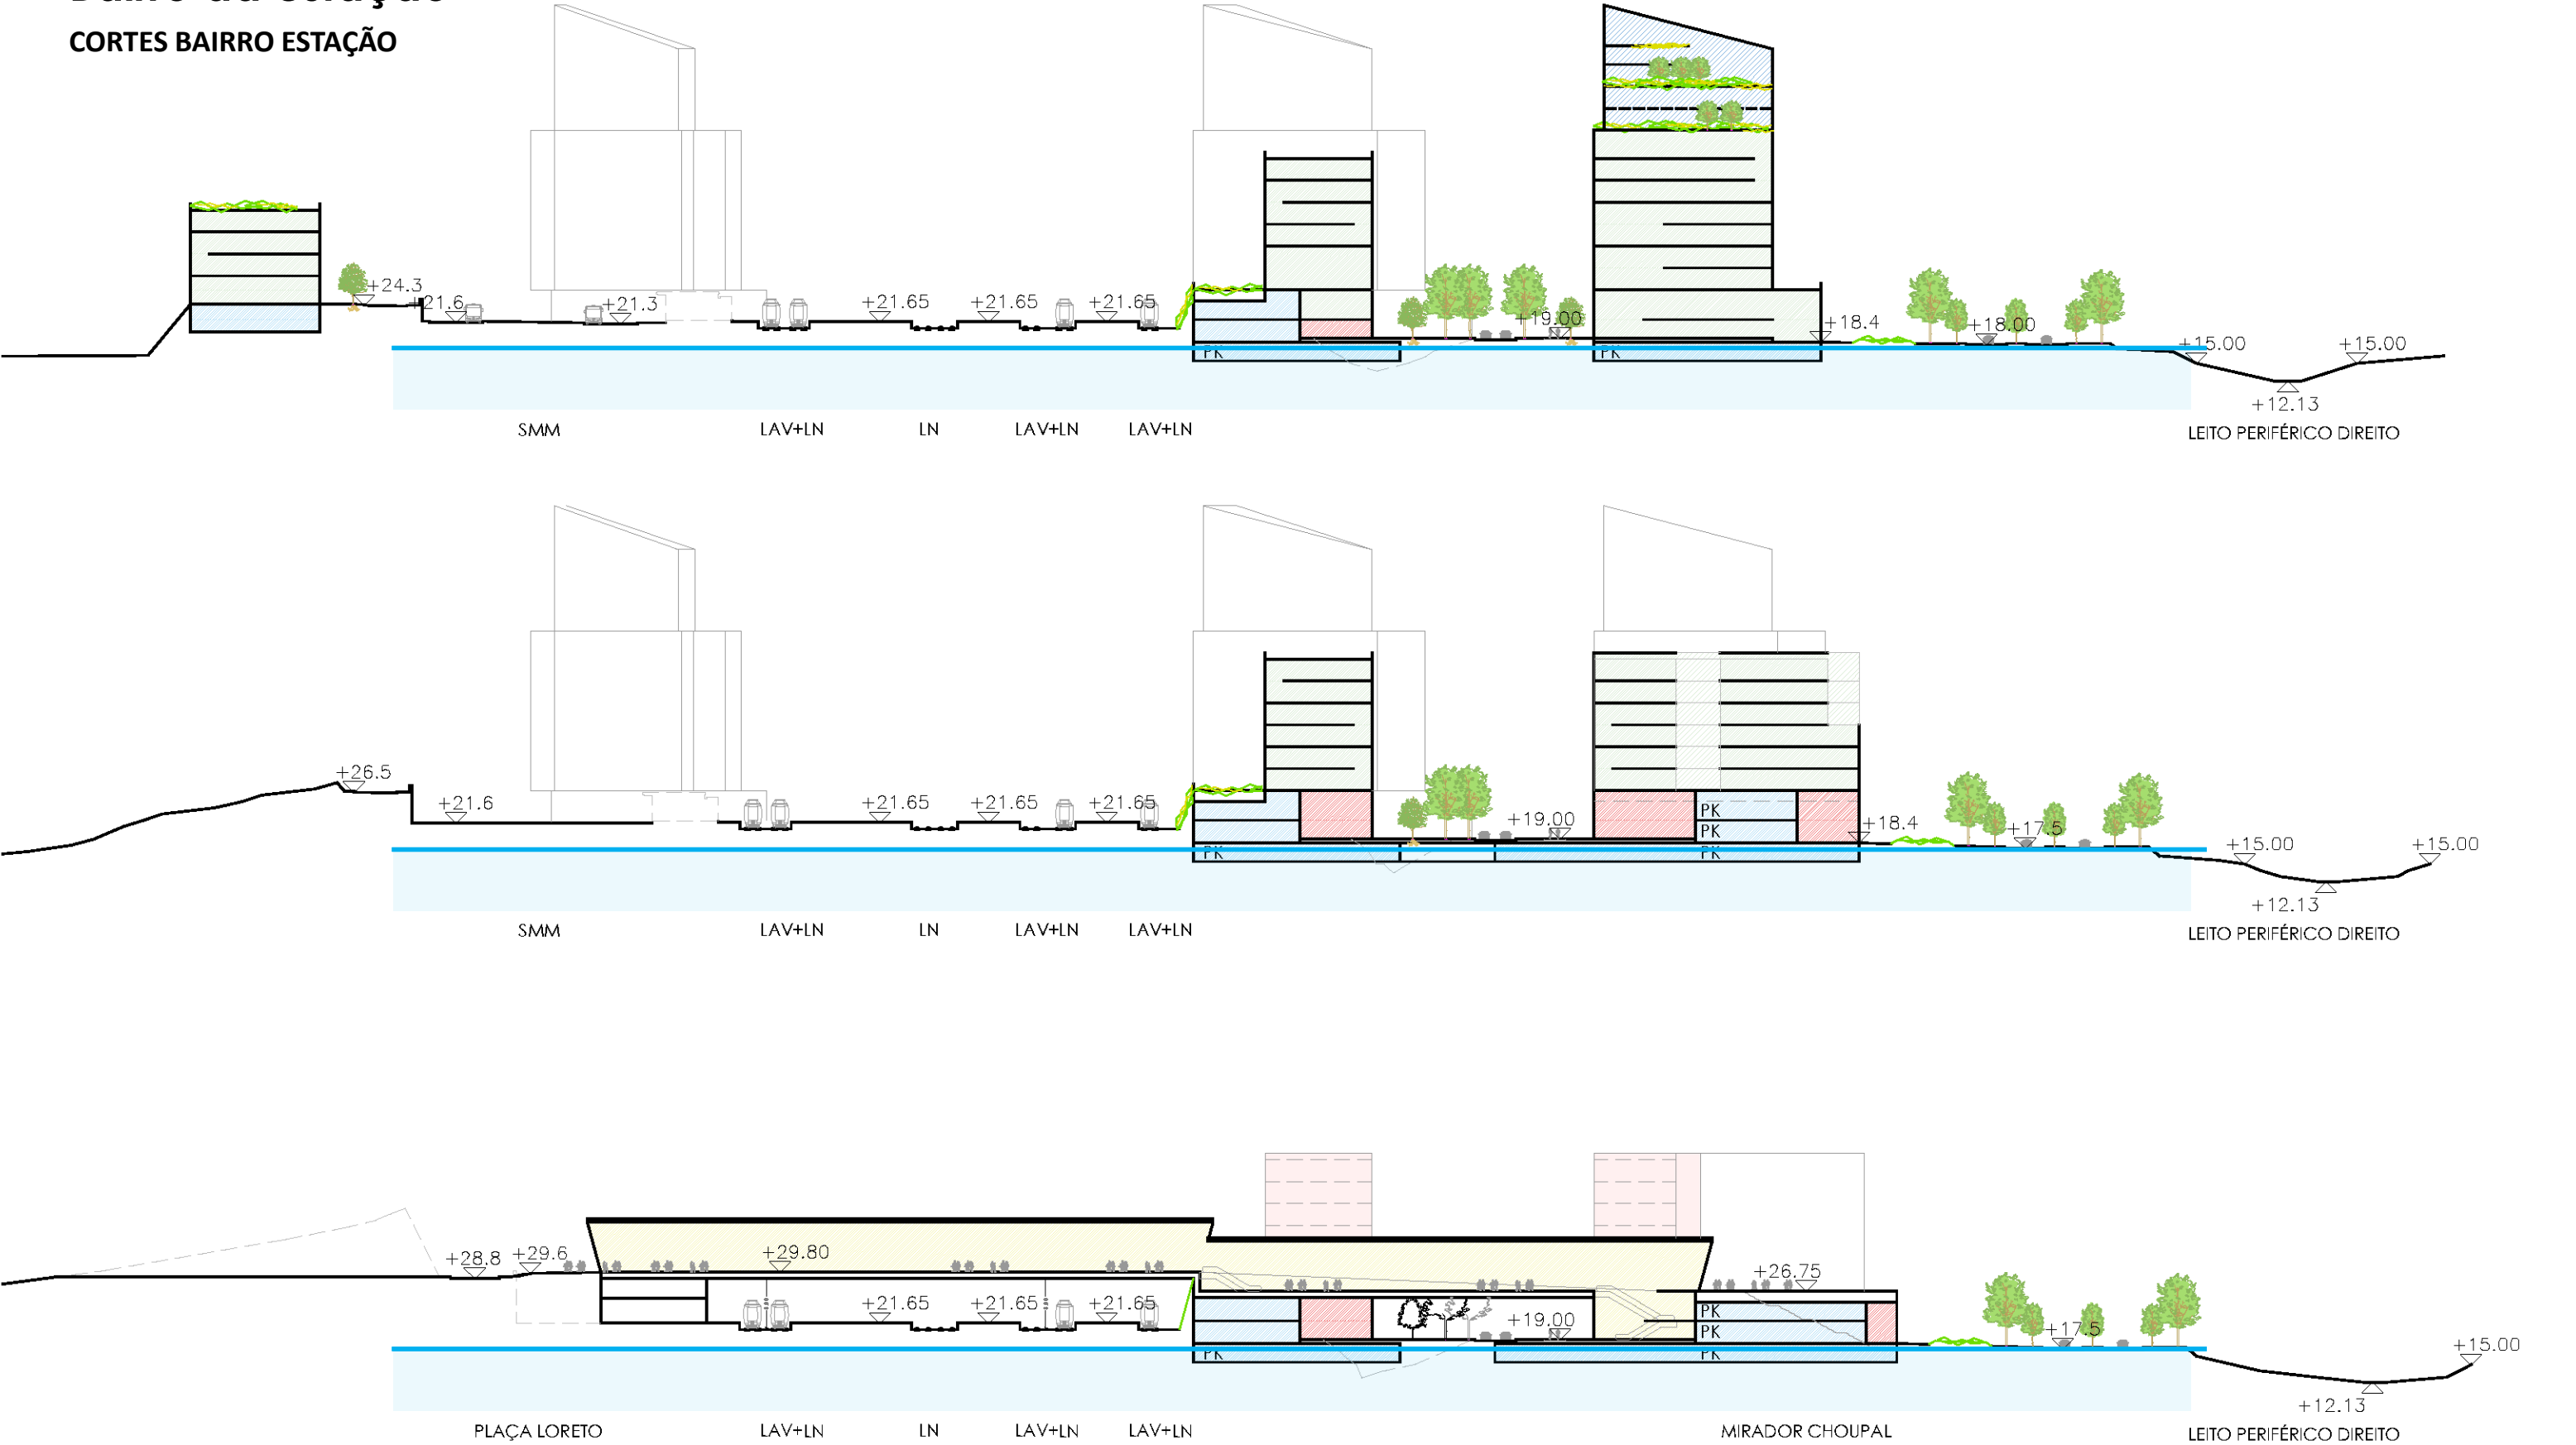 CORTES BAIRRO ESTAÇÃO
+24.3
+21.6
+21.3
+21.65
+21.65
+21.65
+19.00
+18.4
+18.00
+15.00
+15.00
PK
PK
+12.13
SMM
LAV+LN
LN
LAV+LN
LAV+LN
LEITO PERIFÉRICO DIREITO
+26.5
+21.6
+21.65
+21.65
+21.65
PK
PK
+19.00
+18.4
+17.5
+15.00
+15.00
PK
PK
+12.13
SMM
LAV+LN
LN
LAV+LN
LAV+LN
LEITO PERIFÉRICO DIREITO
+28.8
+29.6
+29.80
+26.75
+21.65
+21.65
+21.65
PK
PK
+19.00
+17.5
+15.00
PK
PK
+12.13
PLAÇA LORETO
LAV+LN
LN
LAV+LN
LAV+LN
MIRADOR CHOUPAL
LEITO PERIFÉRICO DIREITO